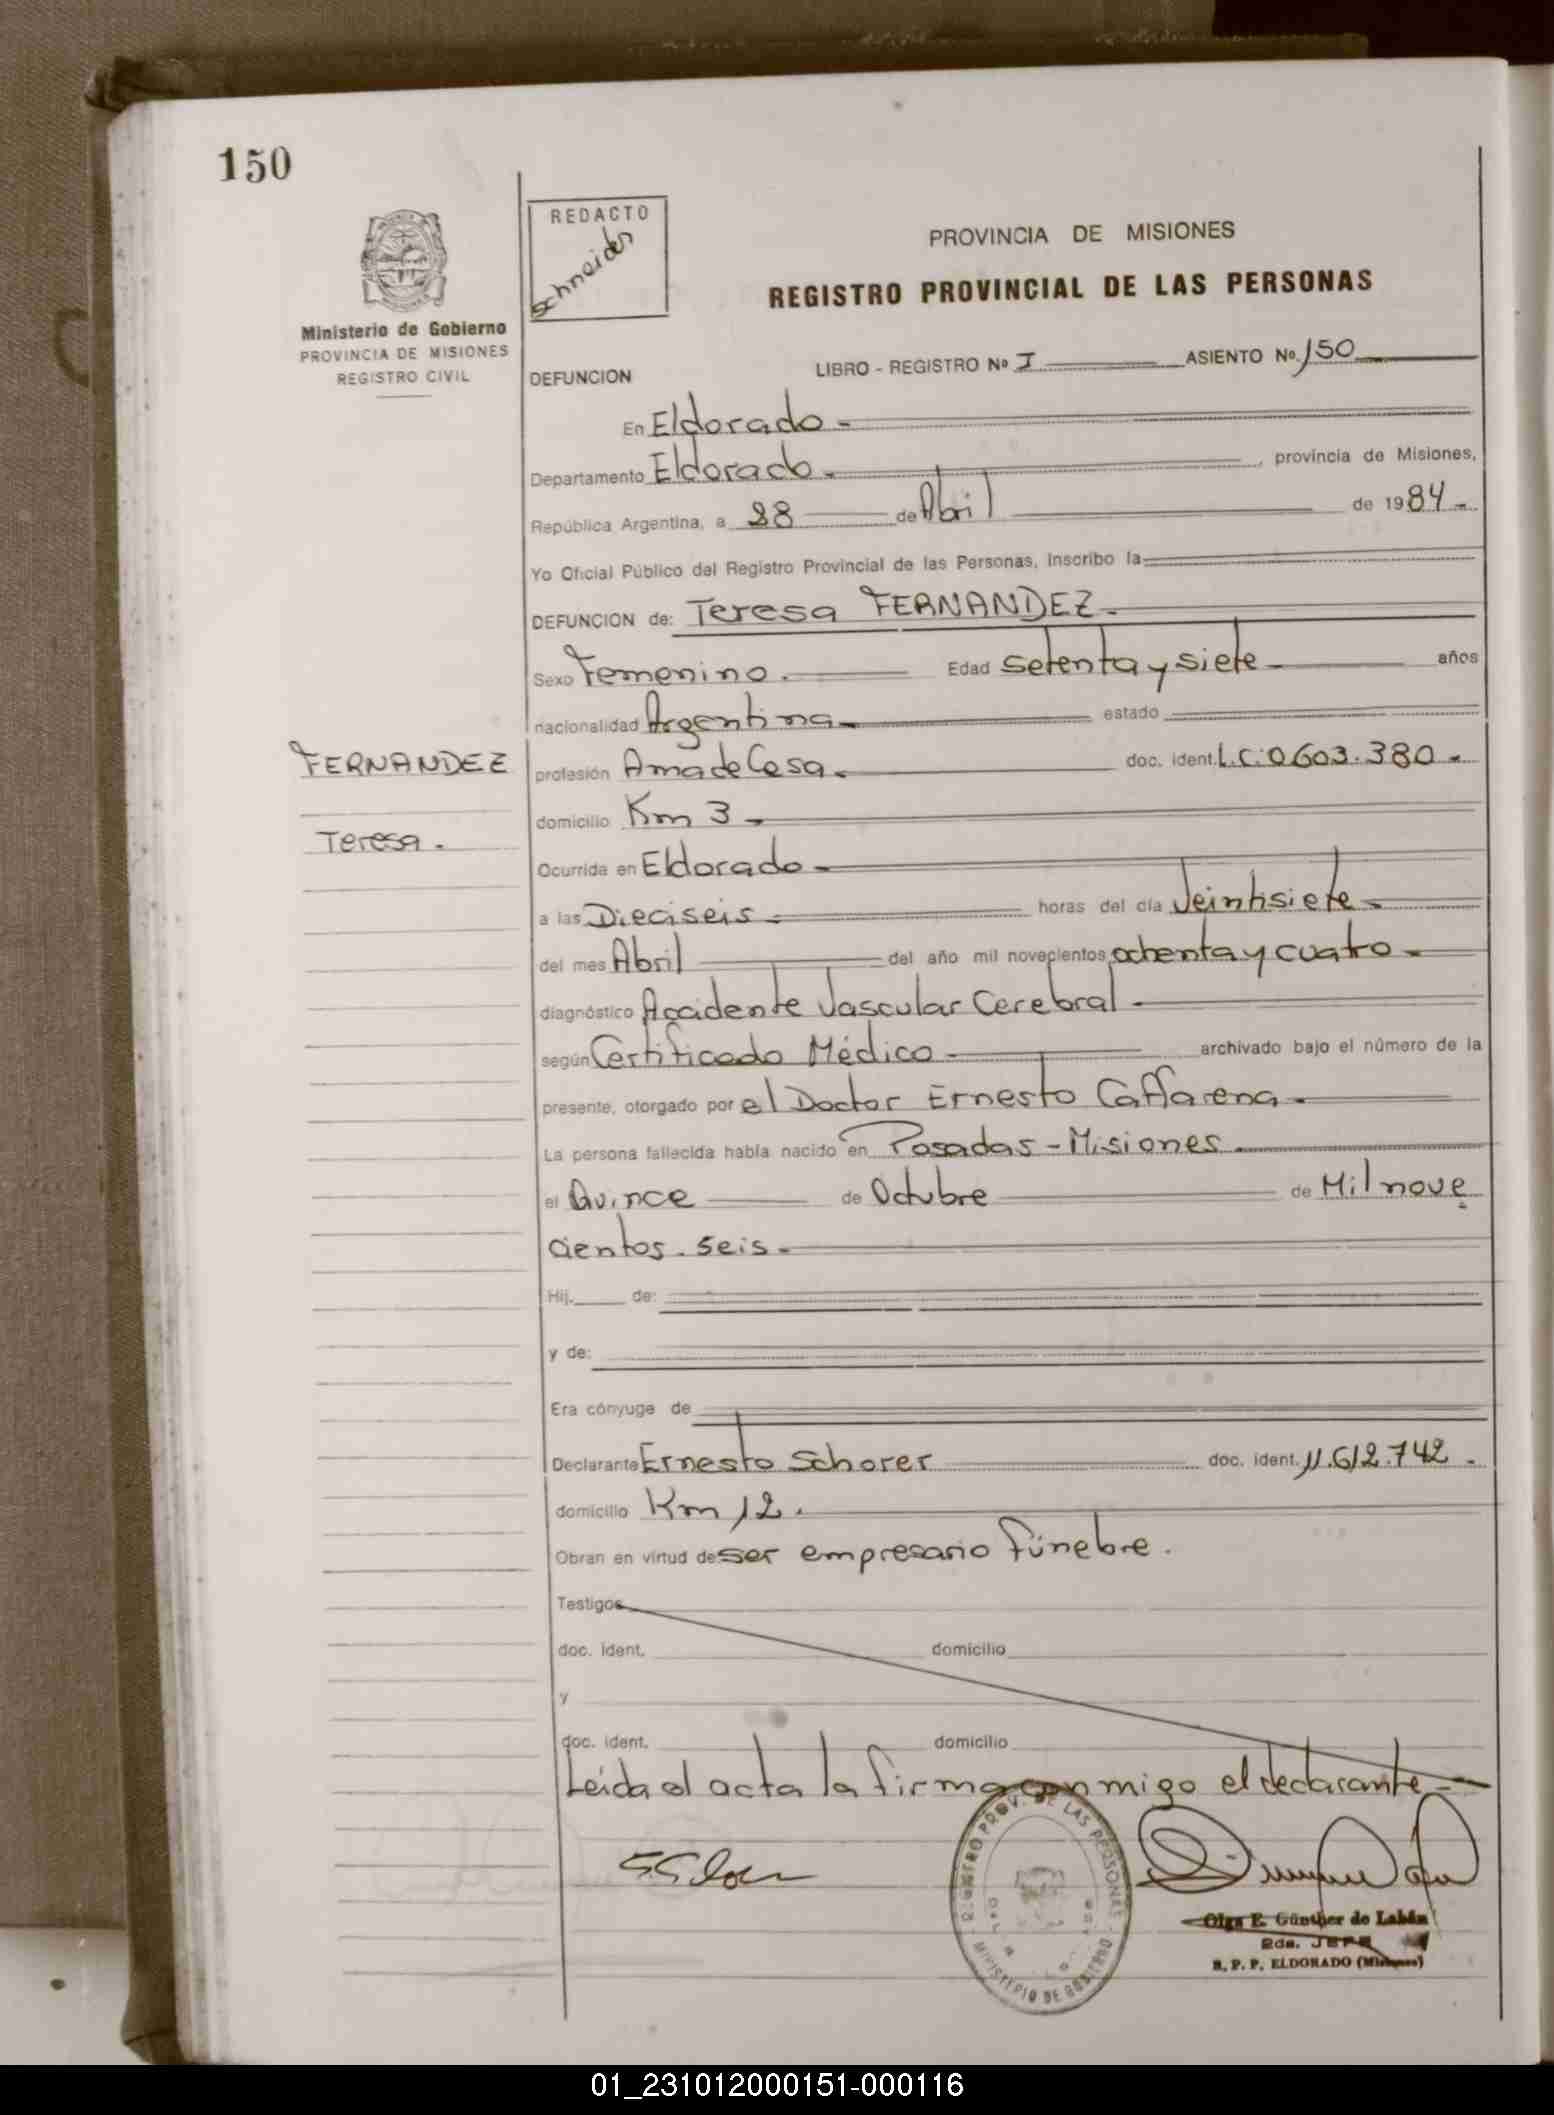 150
REDACTO
Schneider
PROVINCIA DE MISIONES
REGISTRO PROVINCIAL DE LAS PERSONAS
Ministerio de Gobierno
PROVINCIA DE MISIONES
REGISTRO CIVIL
DEFUNCION
LIBRO - REGISTRO Nº I ASIENTO Nº. 150
En Eldorado.-
Departamento Eldorado.- , provincia de Misiones,
República Argentina, a 28 de Abril de 1984.-
Yo Oficial Público del Registro Provincial de las Personas, inscribo la
DEFUNCION de: Teresa FERNANDEZ.-
Sexo Femenino.- Edad setenta y siete.- años
nacionalidad Argentina.- estado
FERNANDEZ
Teresa.
profesión Ama de Casa.- doc. ident. L.C:0603.380.-
domicilio Km 3.-
Ocurrida en Eldorado.-
a las Dieciseis.- horas del día Veintisiete.-
del mes Abril del año mil novecientos ochenta y cuatro.-
diagnóstico Accidente Vascular Cerebral.-
según Certificado Médico.- archivado bajo el número de la
presente, otorgado por el Doctor Ernesto Caffarena.-
La persona fallecida había nacido en Posadas-Misiones.-
el Quince de Octubre de Mil nove
cientos seis.-
Hij. de:
y de:
Era cónyuge de
Declarante Ernesto Schorer doc. ident. 11.612.742.-
domicilio Km 12.
Obran en virtud de ser empresario fúnebre.
Testigos
doc. ident. domicilio
y
doc. ident. domicilio
Leída el acta la firma conmigo el declarante.-
REGISTRO PROV. DE LAS PERSONAS
MINISTERIO DE GOBIERNO
Olga E. Günther de Labán
2da. JEFE
R. P. P. ELDORADO (Misiones)
01_231012000151-000116